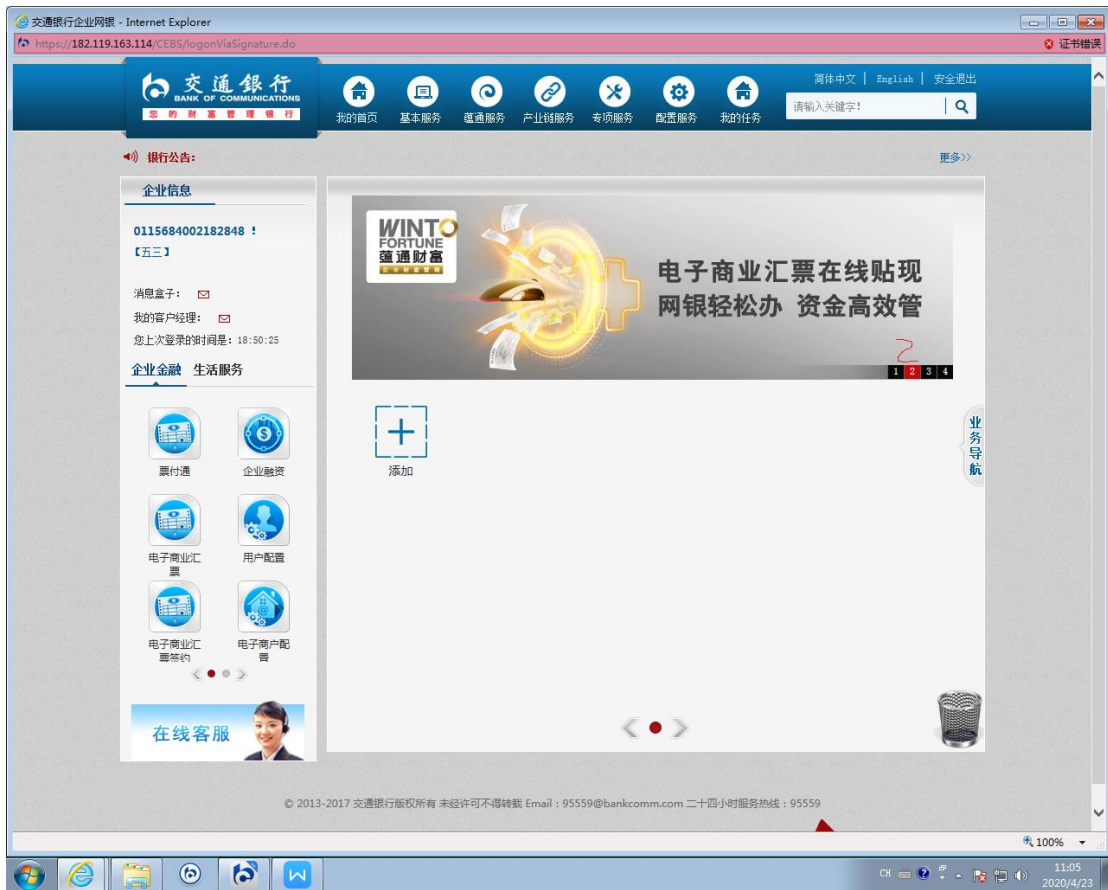 交通银行企业网银 - Internet Explorer
https://182.119.163.114/CEBS/logonViaSignature.do 证书错误
交通銀行
BANK OF COMMUNICATIONS
您的财富管理银行
我的首页 基本服务 蕴通服务 产业链服务 专项服务 配置服务 我的任务
简体中文 | English | 安全退出
请输入关键字!
银行公告:
更多>>
企业信息
0115684002182848 !
【五三】
消息盒子:
我的客户经理:
您上次登录的时间是: 18:50:25
企业金融 生活服务
票付通 企业融资
电子商业汇票 用户配置
电子商业汇票签约 电子商户配置
在线客服
WINTO
FORTUNE
蕴通财富
企业财富管理
电子商业汇票在线贴现
网银轻松办 资金高效管
2
1 2 3 4
添加
业务导航
© 2013-2017 交通银行版权所有 未经许可不得转载 Email : 95559@bankcomm.com 二十四小时服务热线 : 95559
100%
CH
11:05
2020/4/23